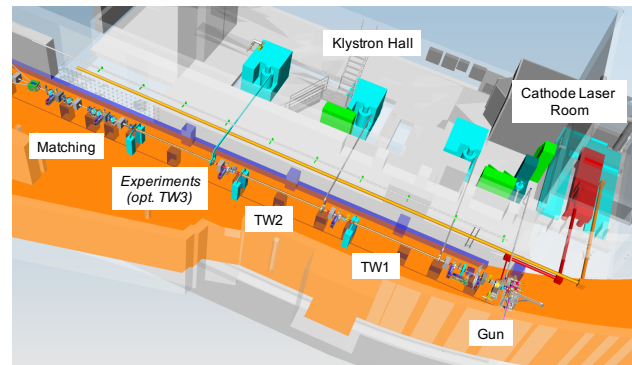 Klystron Hall
Cathode Laser
Room
Matching
Experiments
(opt. TW3)
TW2
TW1
Gun